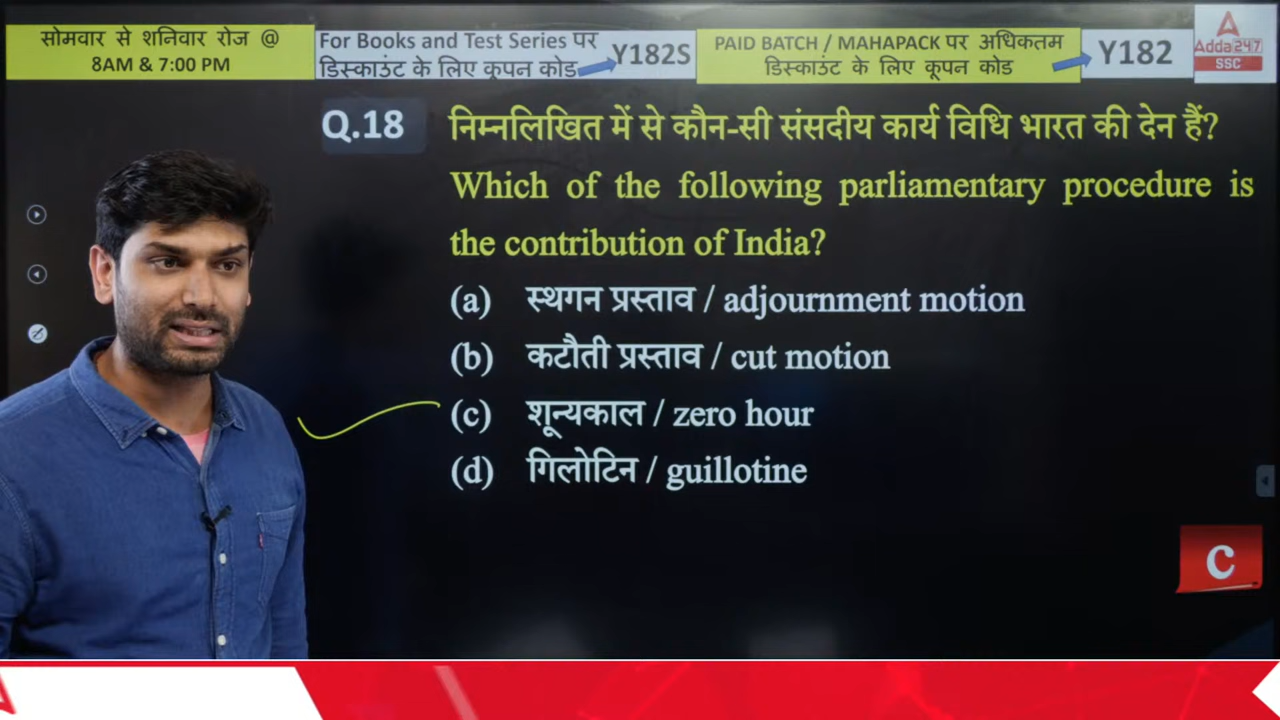 सोमवार से शनिवार रोज @
8AM & 7:00 PM
For Books and Test Series पर
डिस्काउंट के लिए कूपन कोड
Y182S
PAID BATCH / MAHAPACK पर अधिकतम
डिस्काउंट के लिए कूपन कोड
Y182
Adda247
SSC
Q.18
निम्नलिखित में से कौन-सी संसदीय कार्य विधि भारत की देन हैं?
Which of the following parliamentary procedure is
the contribution of India?
(a) स्थगन प्रस्ताव / adjournment motion
(b) कटौती प्रस्ताव / cut motion
(c) शून्यकाल / zero hour
(d) गिलोटिन / guillotine
C